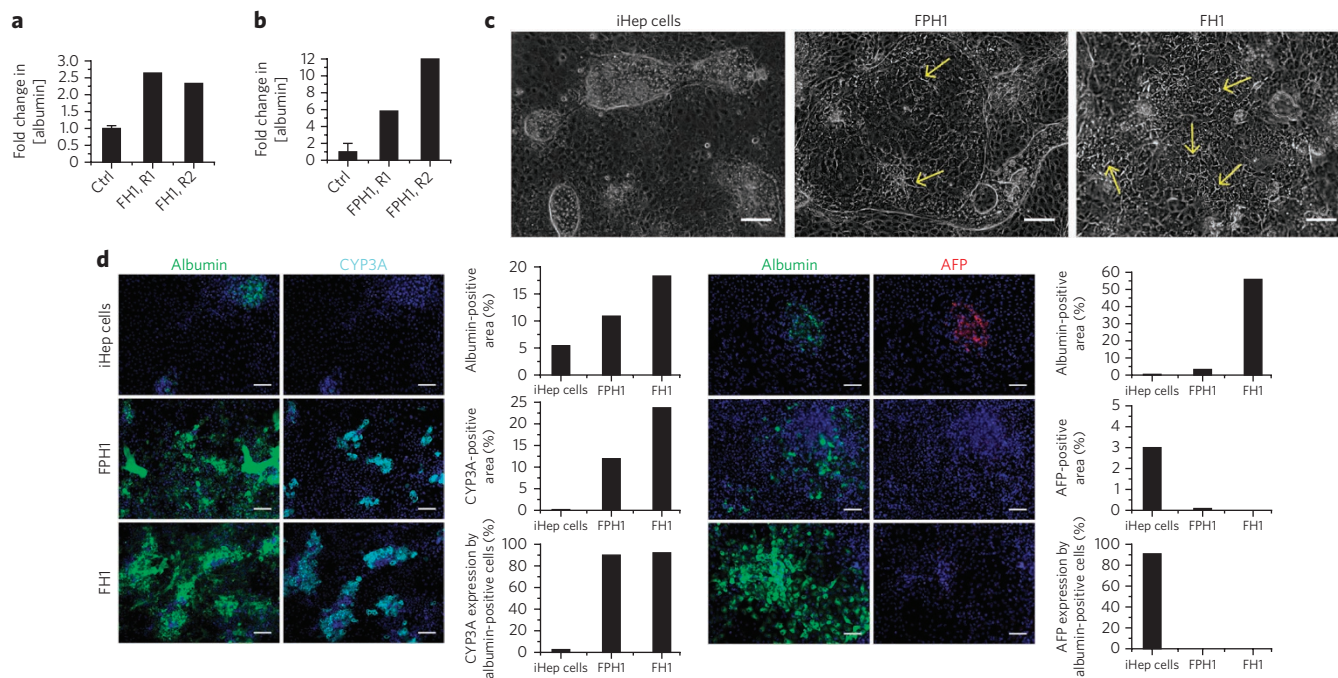 a
Fold change in
[albumin]
3.0
2.5
2.0
1.5
1.0
0.5
0
Ctrl
FH1, R1
FH1, R2
b
Fold change in
[albumin]
12
10
8
6
4
2
0
Ctrl
FPH1, R1
FPH1, R2
c
iHep cells
FPH1
FH1
d
Albumin
CYP3A
iHep cells
FPH1
FH1
Albumin-positive
area (%)
20
15
10
5
0
iHep cells
FPH1
FH1
CYP3A-positive
area (%)
25
20
15
10
5
0
iHep cells
FPH1
FH1
CYP3A expression by
albumin-positive cells (%)
100
80
60
40
20
0
iHep cells
FPH1
FH1
Albumin
AFP
Albumin-positive
area (%)
60
50
40
30
20
10
0
iHep cells
FPH1
FH1
AFP-positive
area (%)
5
4
3
2
1
0
iHep cells
FPH1
FH1
AFP expression by
albumin-positive cells (%)
100
90
80
70
60
50
40
30
20
10
0
iHep cells
FPH1
FH1